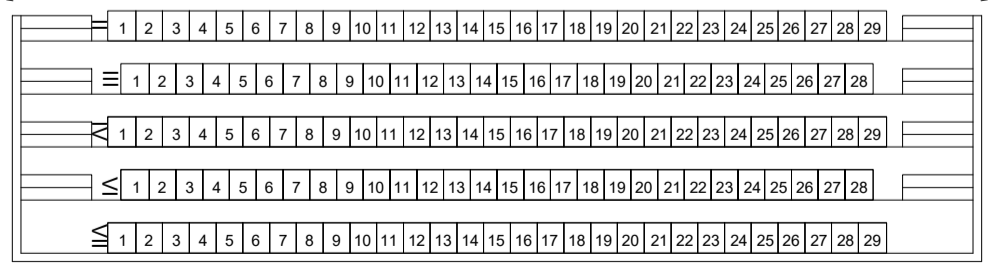 II 1 2 3 4 5 6 7 8 9 10 11 12 13 14 15 16 17 18 19 20 21 22 23 24 25 26 27 28 29
III 1 2 3 4 5 6 7 8 9 10 11 12 13 14 15 16 17 18 19 20 21 22 23 24 25 26 27 28
IV 1 2 3 4 5 6 7 8 9 10 11 12 13 14 15 16 17 18 19 20 21 22 23 24 25 26 27 28 29
VI 1 2 3 4 5 6 7 8 9 10 11 12 13 14 15 16 17 18 19 20 21 22 23 24 25 26 27 28
VII 1 2 3 4 5 6 7 8 9 10 11 12 13 14 15 16 17 18 19 20 21 22 23 24 25 26 27 28 29